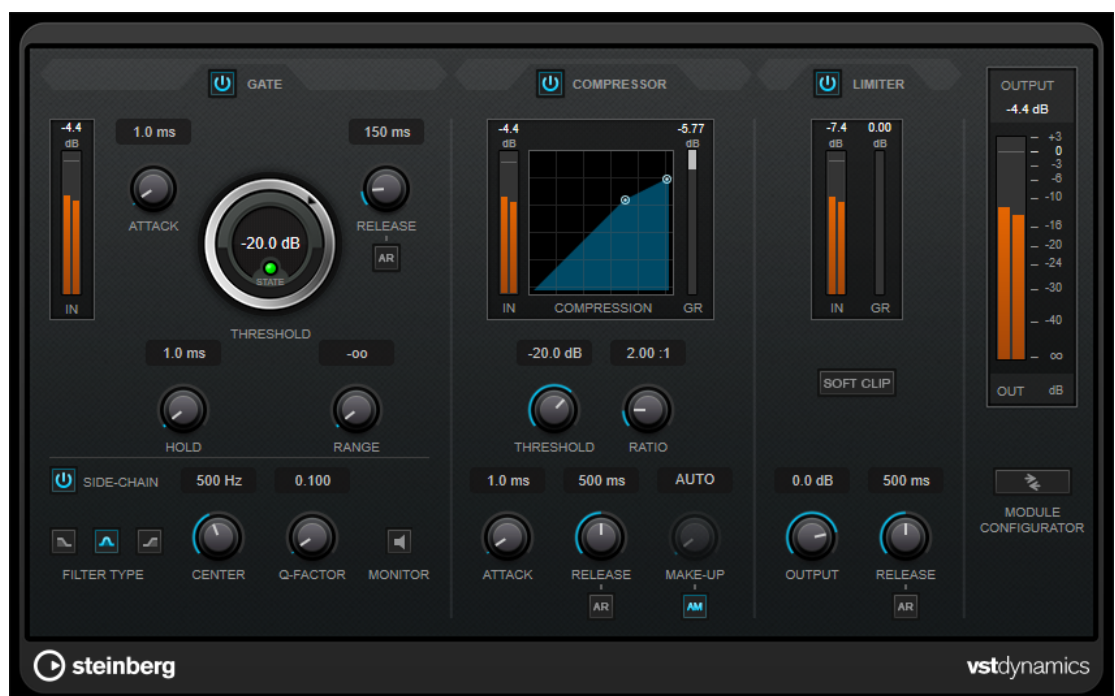 GATE
COMPRESSOR
LIMITER
OUTPUT
-4.4 dB
-4.4
dB
1.0 ms
150 ms
ATTACK
RELEASE
AR
-20.0 dB
STATE
IN
THRESHOLD
1.0 ms
-oo
HOLD
RANGE
SIDE-CHAIN
500 Hz
0.100
FILTER TYPE
CENTER
Q-FACTOR
MONITOR
-4.4
dB
-5.77
dB
IN
COMPRESSION
GR
-20.0 dB
2.00 :1
THRESHOLD
RATIO
1.0 ms
500 ms
AUTO
ATTACK
RELEASE
MAKE-UP
AR
AM
-7.4
0.00
dB
dB
IN
GR
SOFT CLIP
0.0 dB
500 ms
OUTPUT
RELEASE
AR
+3
0
-3
-6
-10
-16
-20
-24
-30
-40
oo
OUT
dB
MODULE
CONFIGURATOR
steinberg
vstdynamics